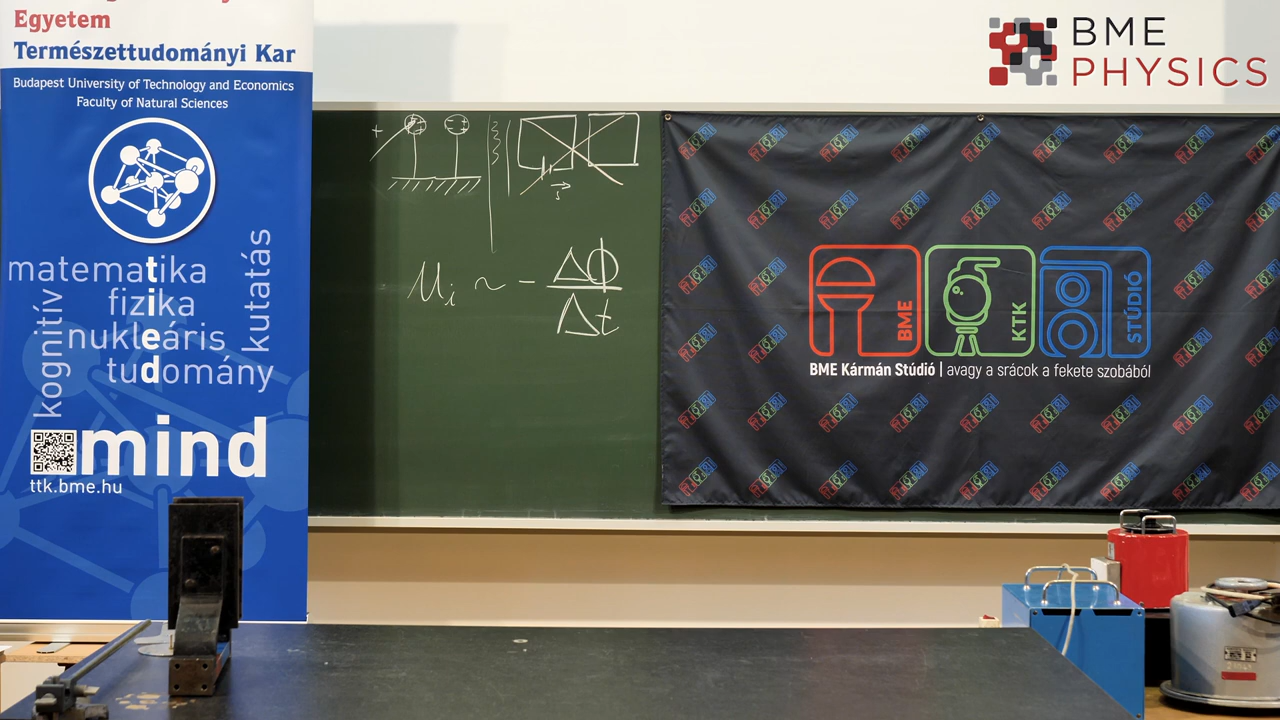 Egyetem
Természettudományi Kar
Budapest University of Technology and Economics
Faculty of Natural Sciences
matematika
fizika
nukleáris
tudomány
kognitív
kutatás
mind
ttk.bme.hu
BME
PHYSICS
+
U_i ~ - ΔΦ/Δt
BME
KTK
STÚDIÓ
BME Kármán Stúdió | avagy a srácok a fekete szobából